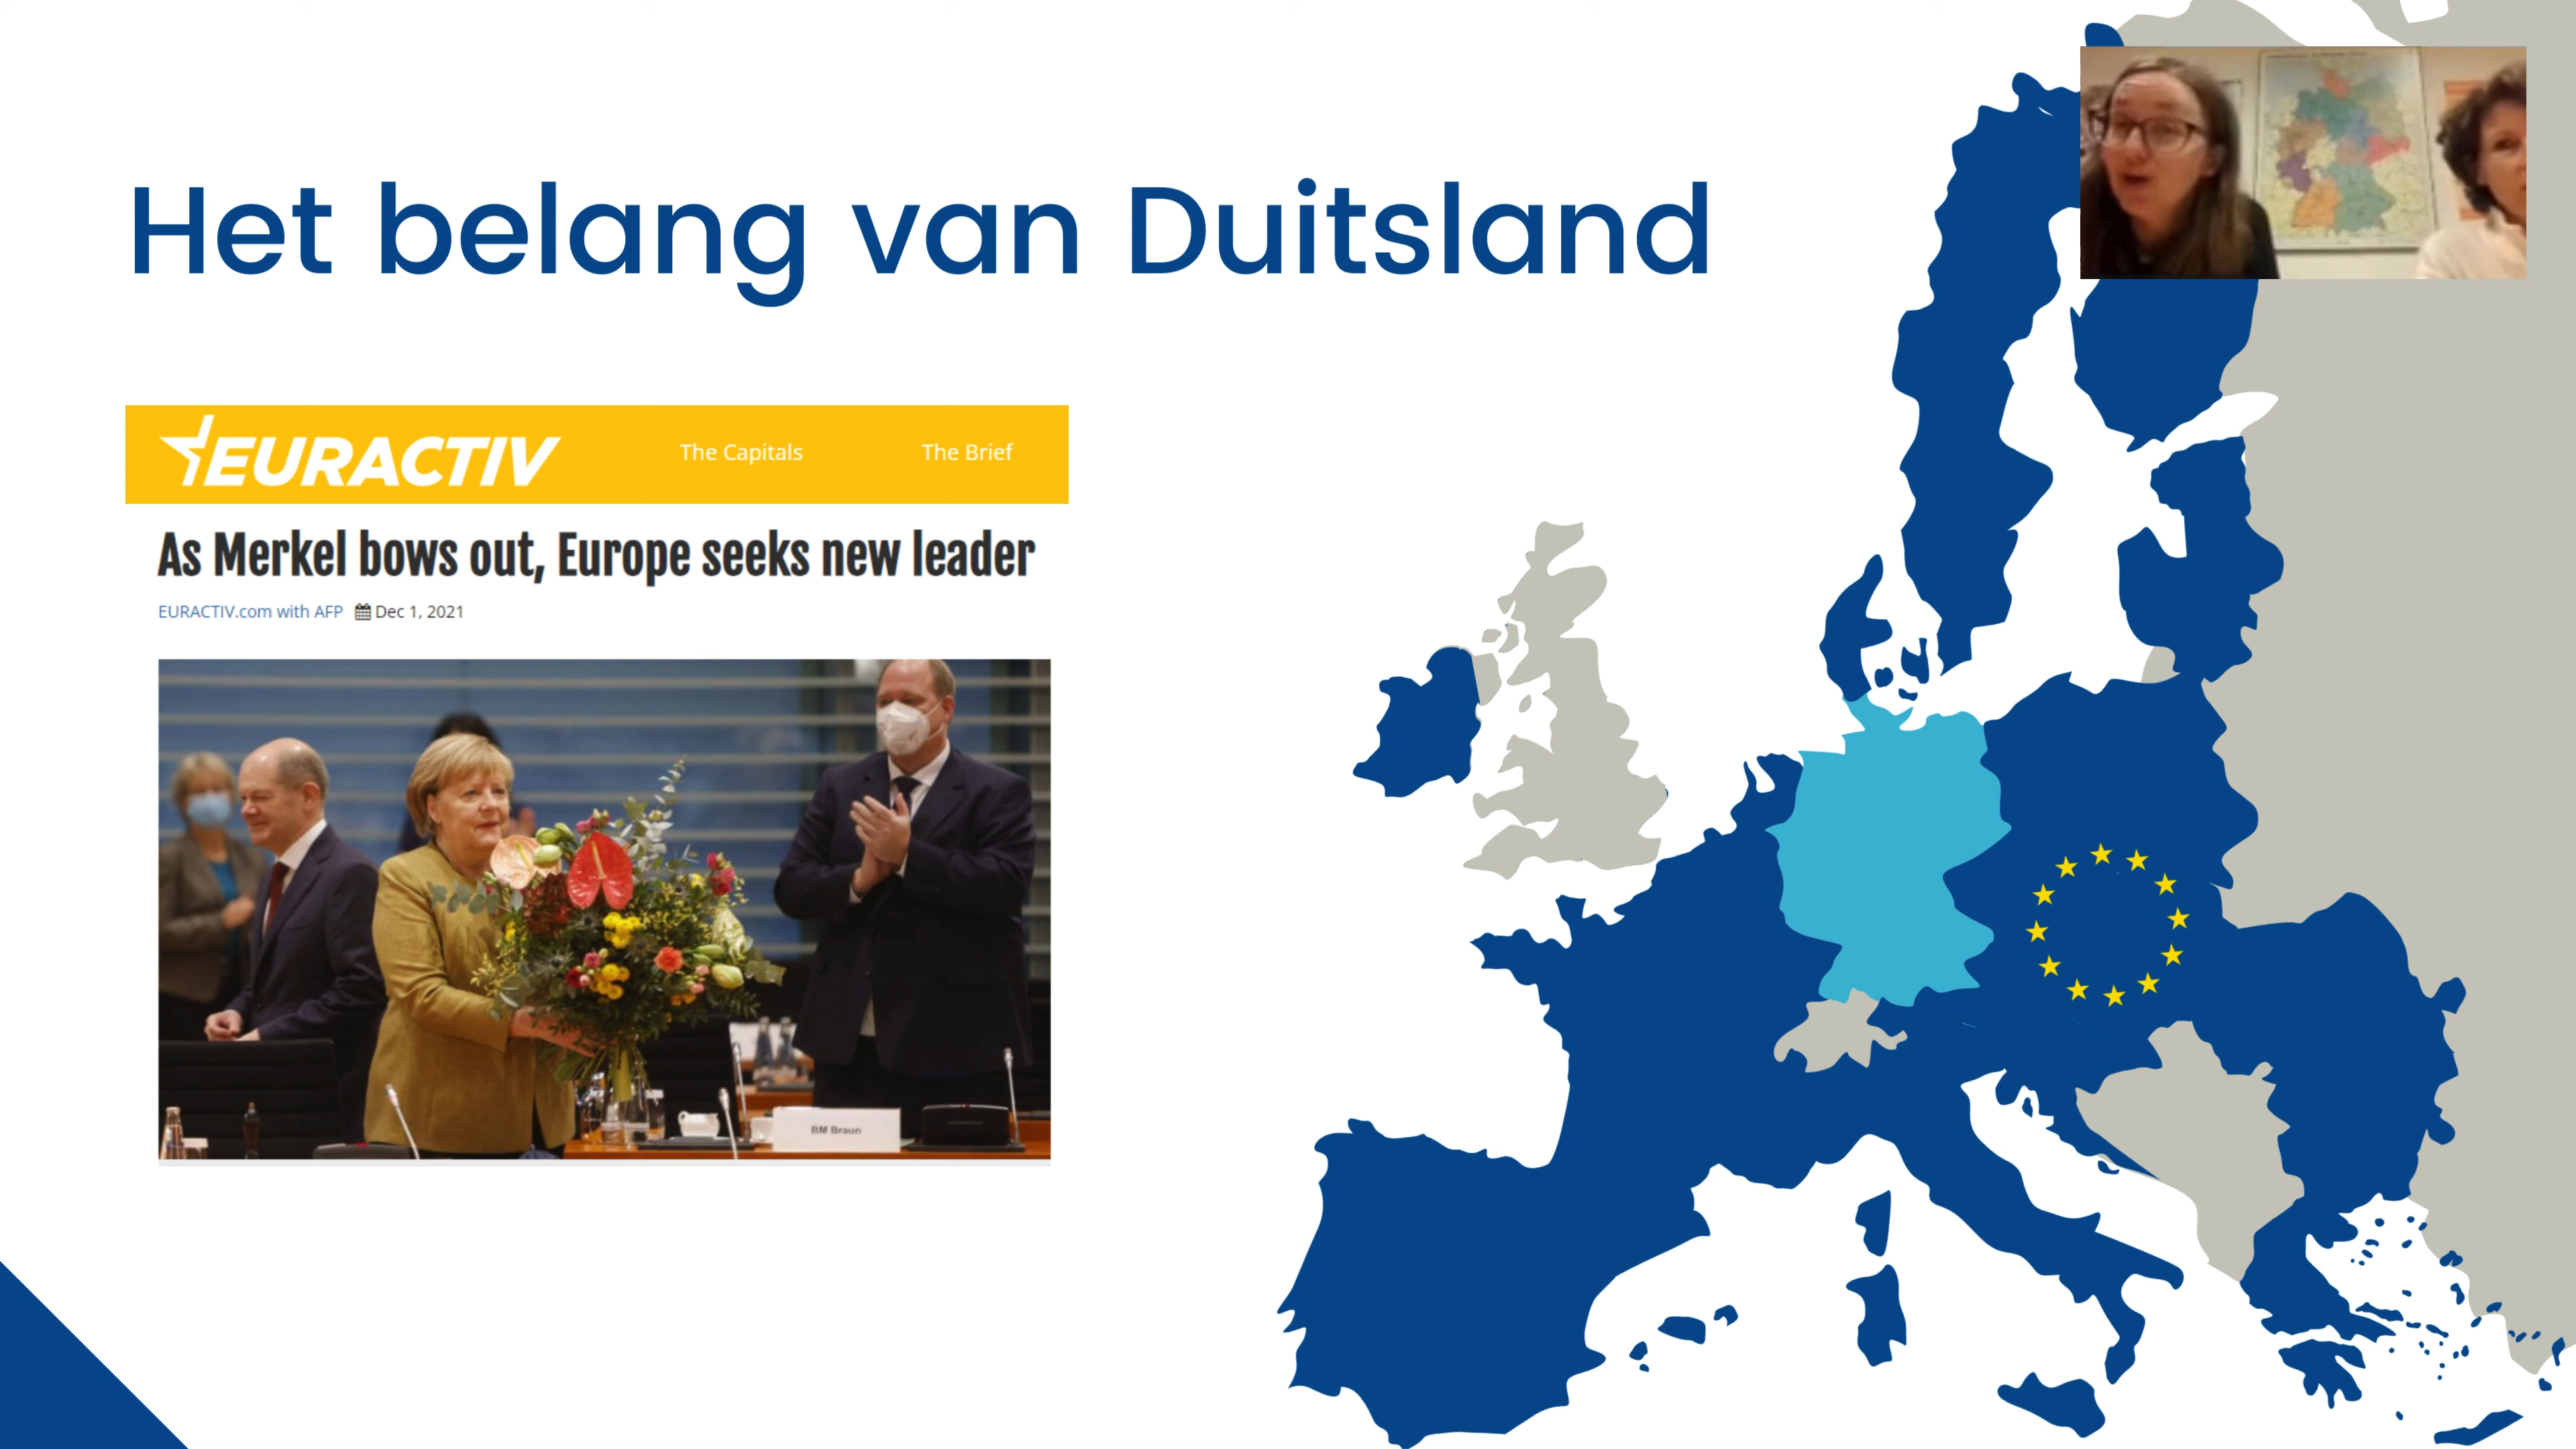 Het belang van Duitsland
EURACTIV The Capitals The Brief
As Merkel bows out, Europe seeks new leader
EURACTIV.com with AFP Dec 1, 2021
BM Braun